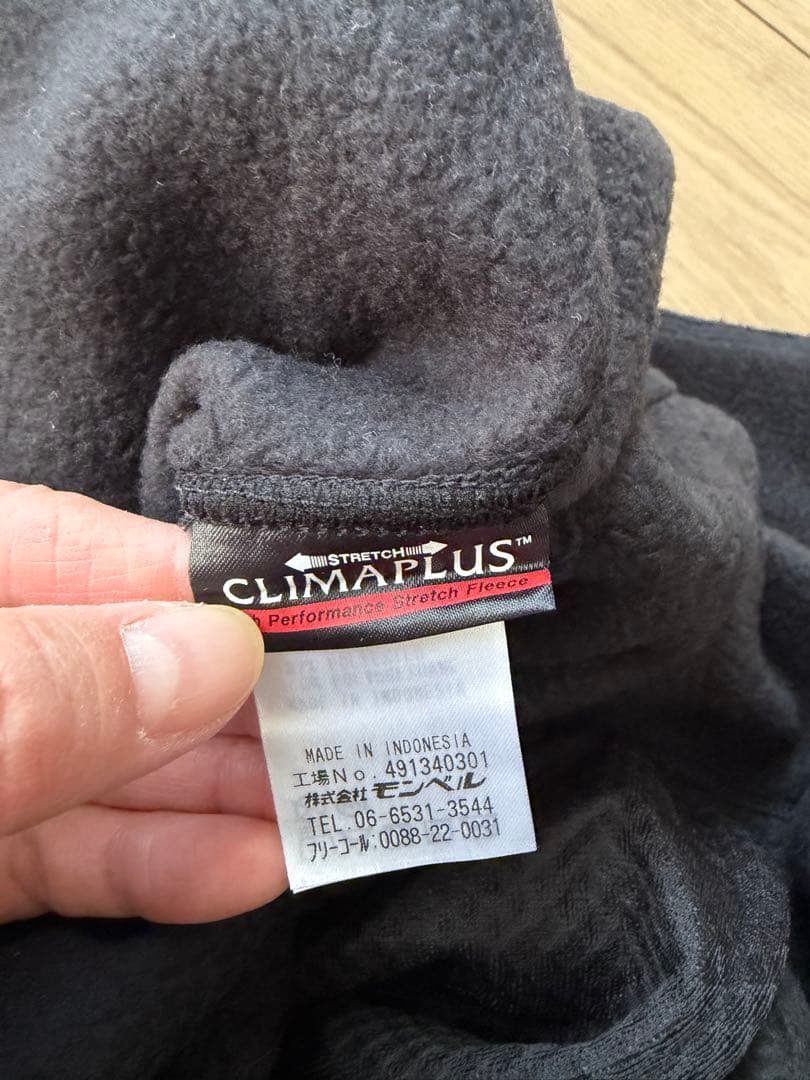 STRETCH
CLIMAPLUS™
Performance Stretch Fleece
MADE IN INDONESIA
工場No. 491340301
株式会社 モンベル
TEL.06-6531-3544
フリーコール:0088-22-0031